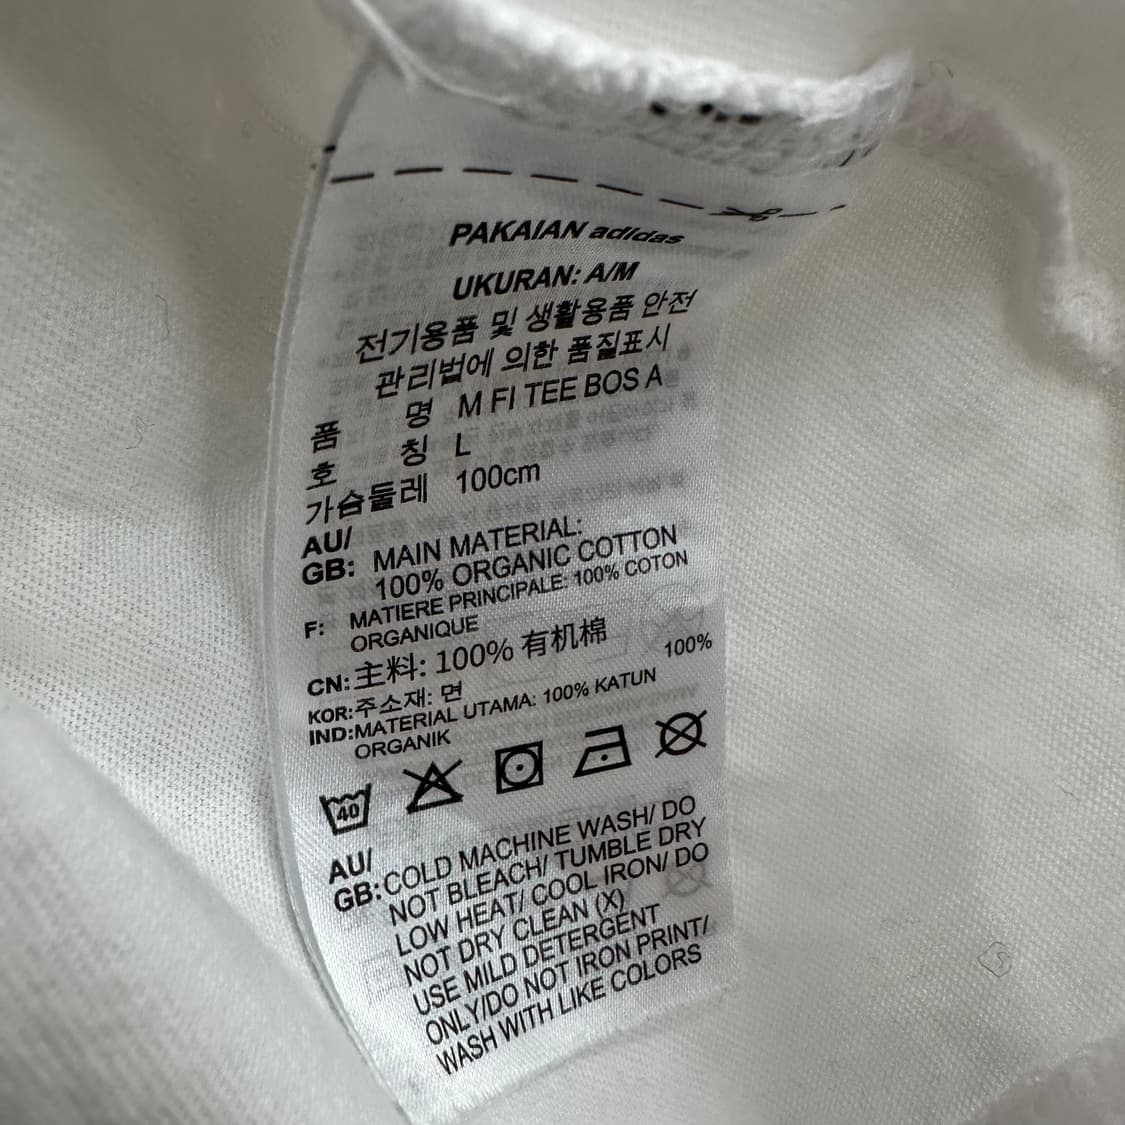 PAKAIAN adidas
UKURAN: A/M
전기용품 및 생활용품 안전
관리법에 의한 품질표시
품 명 M FI TEE BOS A
호 칭 L
가슴둘레 100cm
AU/
GB: MAIN MATERIAL:
100% ORGANIC COTTON
F: MATIERE PRINCIPALE: 100% COTON
ORGANIQUE
CN:主料: 100% 有机棉
KOR:주소재: 면 100%
IND:MATERIAL UTAMA: 100% KATUN
ORGANIK
40
AU/
GB:COLD MACHINE WASH/ DO
NOT BLEACH/ TUMBLE DRY
LOW HEAT/ COOL IRON/ DO
NOT DRY CLEAN (X)
USE MILD DETERGENT
ONLY/DO NOT IRON PRINT/
WASH WITH LIKE COLORS